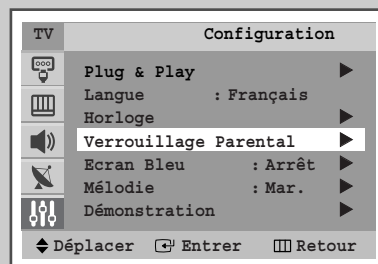 TV Configuration
Plug & Play
Langue : Français
Horloge
Verrouillage Parental
Ecran Bleu : Arrêt
Mélodie : Mar.
Démonstration
Déplacer Entrer Retour